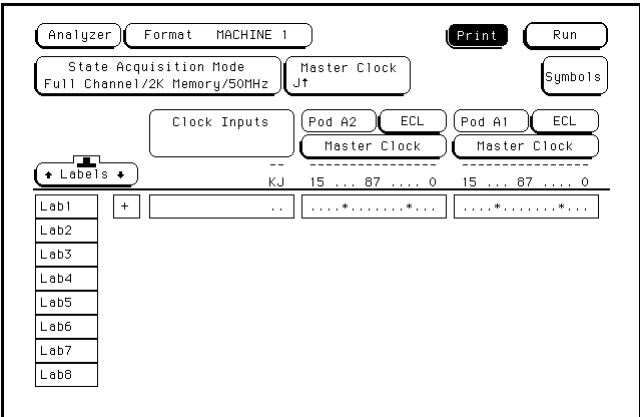 Analyzer Format MACHINE 1 Print Run
State Acquisition Mode
Full Channel/2K Memory/50MHz
Master Clock
J↑
Symbols
Clock Inputs
Pod A2 ECL
Master Clock
Pod A1 ECL
Master Clock
↑ Labels ↓
-- ---------------- ----------------
KJ 15 ... 87 .... 0 15 ... 87 .... 0
Lab1 + .. ....*.......*... ....*.......*...
Lab2
Lab3
Lab4
Lab5
Lab6
Lab7
Lab8